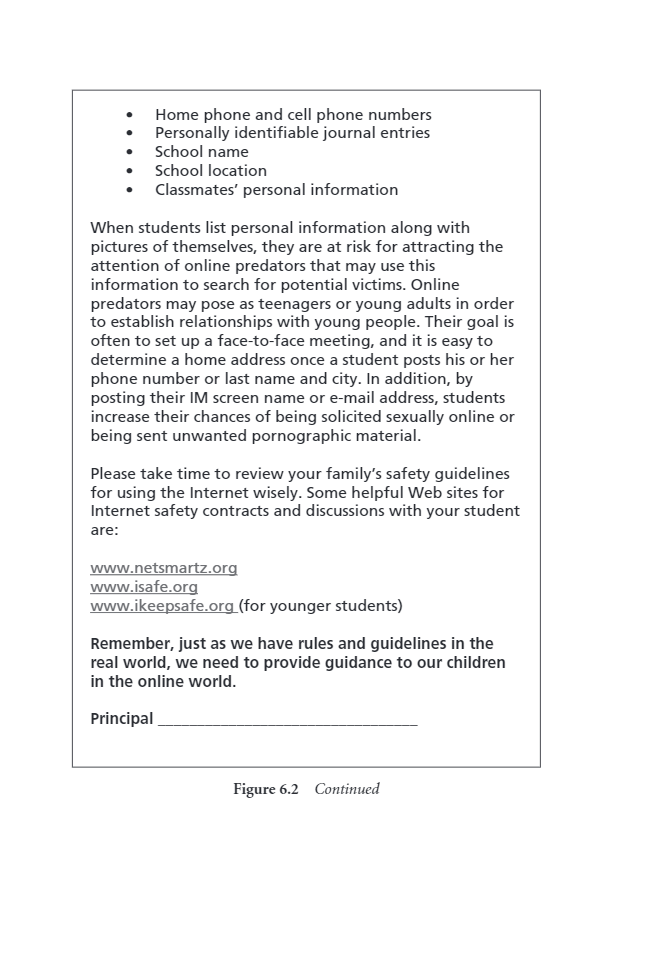 • Home phone and cell phone numbers
• Personally identifiable journal entries
• School name
• School location
• Classmates’ personal information
When students list personal information along with
pictures of themselves, they are at risk for attracting the
attention of online predators that may use this
information to search for potential victims. Online
predators may pose as teenagers or young adults in order
to establish relationships with young people. Their goal is
often to set up a face-to-face meeting, and it is easy to
determine a home address once a student posts his or her
phone number or last name and city. In addition, by
posting their IM screen name or e-mail address, students
increase their chances of being solicited sexually online or
being sent unwanted pornographic material.
Please take time to review your family’s safety guidelines
for using the Internet wisely. Some helpful Web sites for
Internet safety contracts and discussions with your student
are:
www.netsmartz.org
www.isafe.org
www.ikeepsafe.org (for younger students)
Remember, just as we have rules and guidelines in the
real world, we need to provide guidance to our children
in the online world.
Principal _________________________________
Figure 6.2 Continued